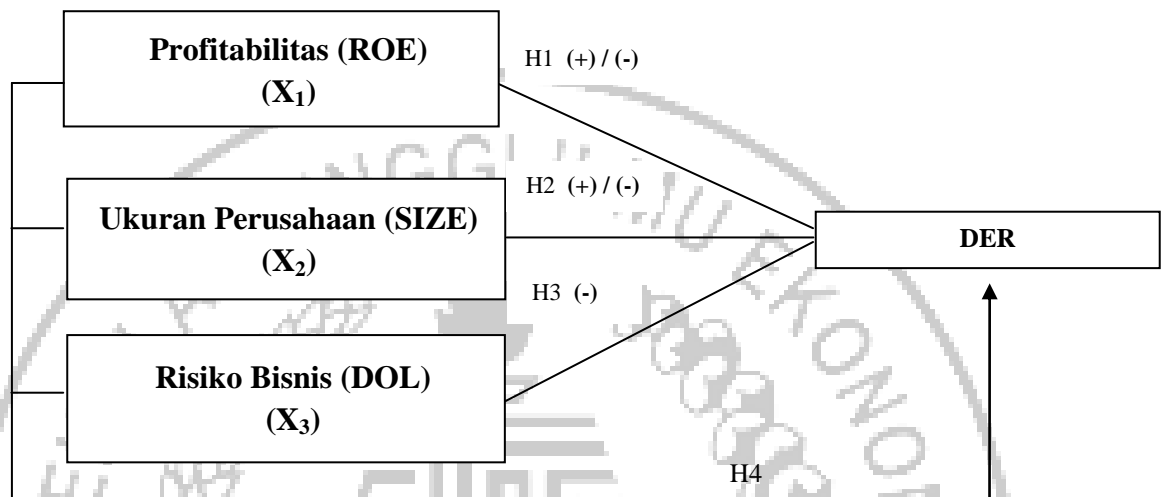 Profitabilitas (ROE)
(X₁)
H1 (+) / (-)
Ukuran Perusahaan (SIZE)
(X₂)
H2 (+) / (-)
DER
H3 (-)
Risiko Bisnis (DOL)
(X₃)
H4